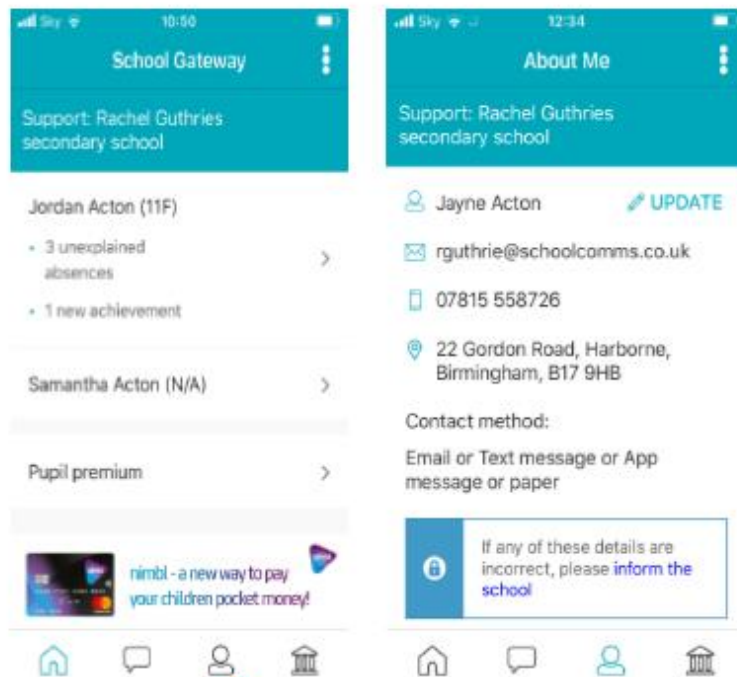 Sky
10:50
School Gateway
Support: Rachel Guthries
secondary school
Jordan Acton (11F)
• 3 unexplained
absences
• 1 new achievement
Samantha Acton (N/A)
Pupil premium
nimbl - a new way to pay
your children pocket money!
Sky
12:34
About Me
Support: Rachel Guthries
secondary school
Jayne Acton
UPDATE
rguthrie@schoolcomms.co.uk
07815 558726
22 Gordon Road, Harborne,
Birmingham, B17 9HB
Contact method:
Email or Text message or App
message or paper
If any of these details are
incorrect, please inform the
school